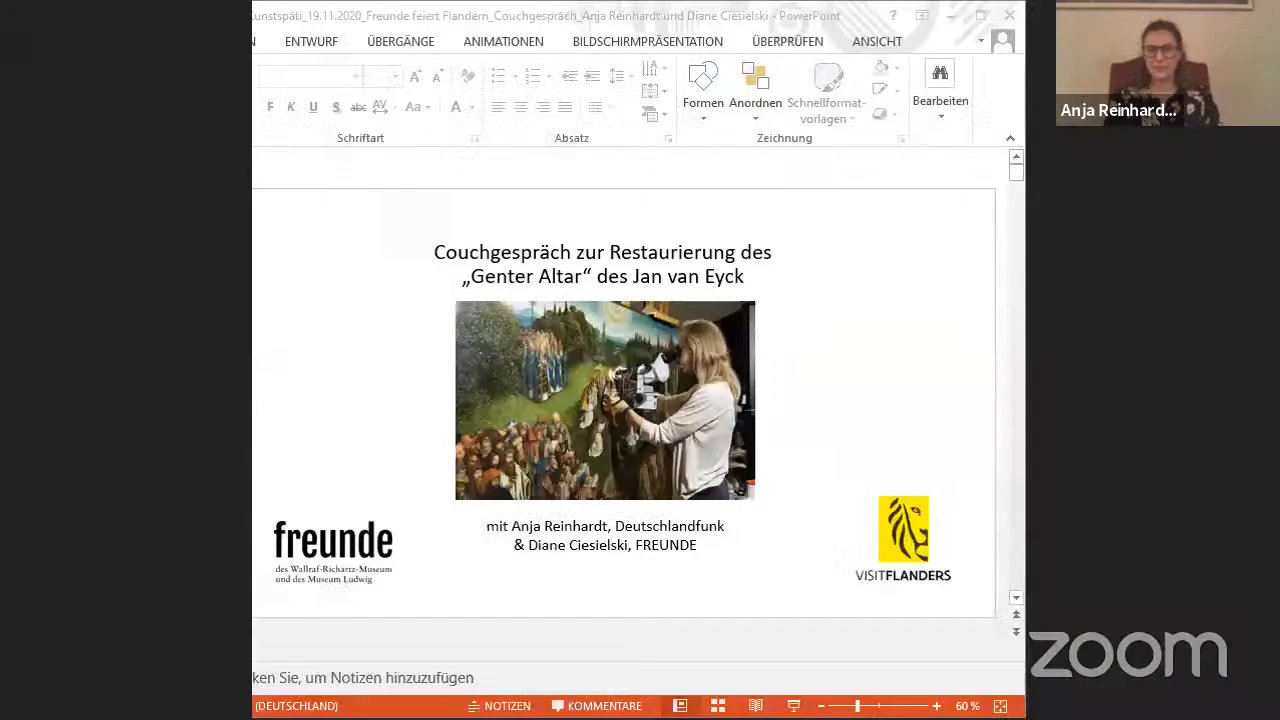 Kunstspäti_19.11.2020_Freunde feiert Flandern_Couchgespräch_Anja Reinhardt und Diane Ciesielski - PowerPoint
N ENTWURF ÜBERGÄNGE ANIMATIONEN BILDSCHIRMPRÄSENTATION ÜBERPRÜFEN ANSICHT
F K U S abc AV Aa A
Formen Anordnen Schnellformat-
vorlagen
Bearbeiten
Schriftart Absatz Zeichnung
Anja Reinhard...
Couchgespräch zur Restaurierung des
„Genter Altar“ des Jan van Eyck
mit Anja Reinhardt, Deutschlandfunk
& Diane Ciesielski, FREUNDE
freunde
des Wallraf-Richartz-Museum
und des Museum Ludwig
VISITFLANDERS
zoom
ken Sie, um Notizen hinzuzufügen
(DEUTSCHLAND) NOTIZEN KOMMENTARE 60 %